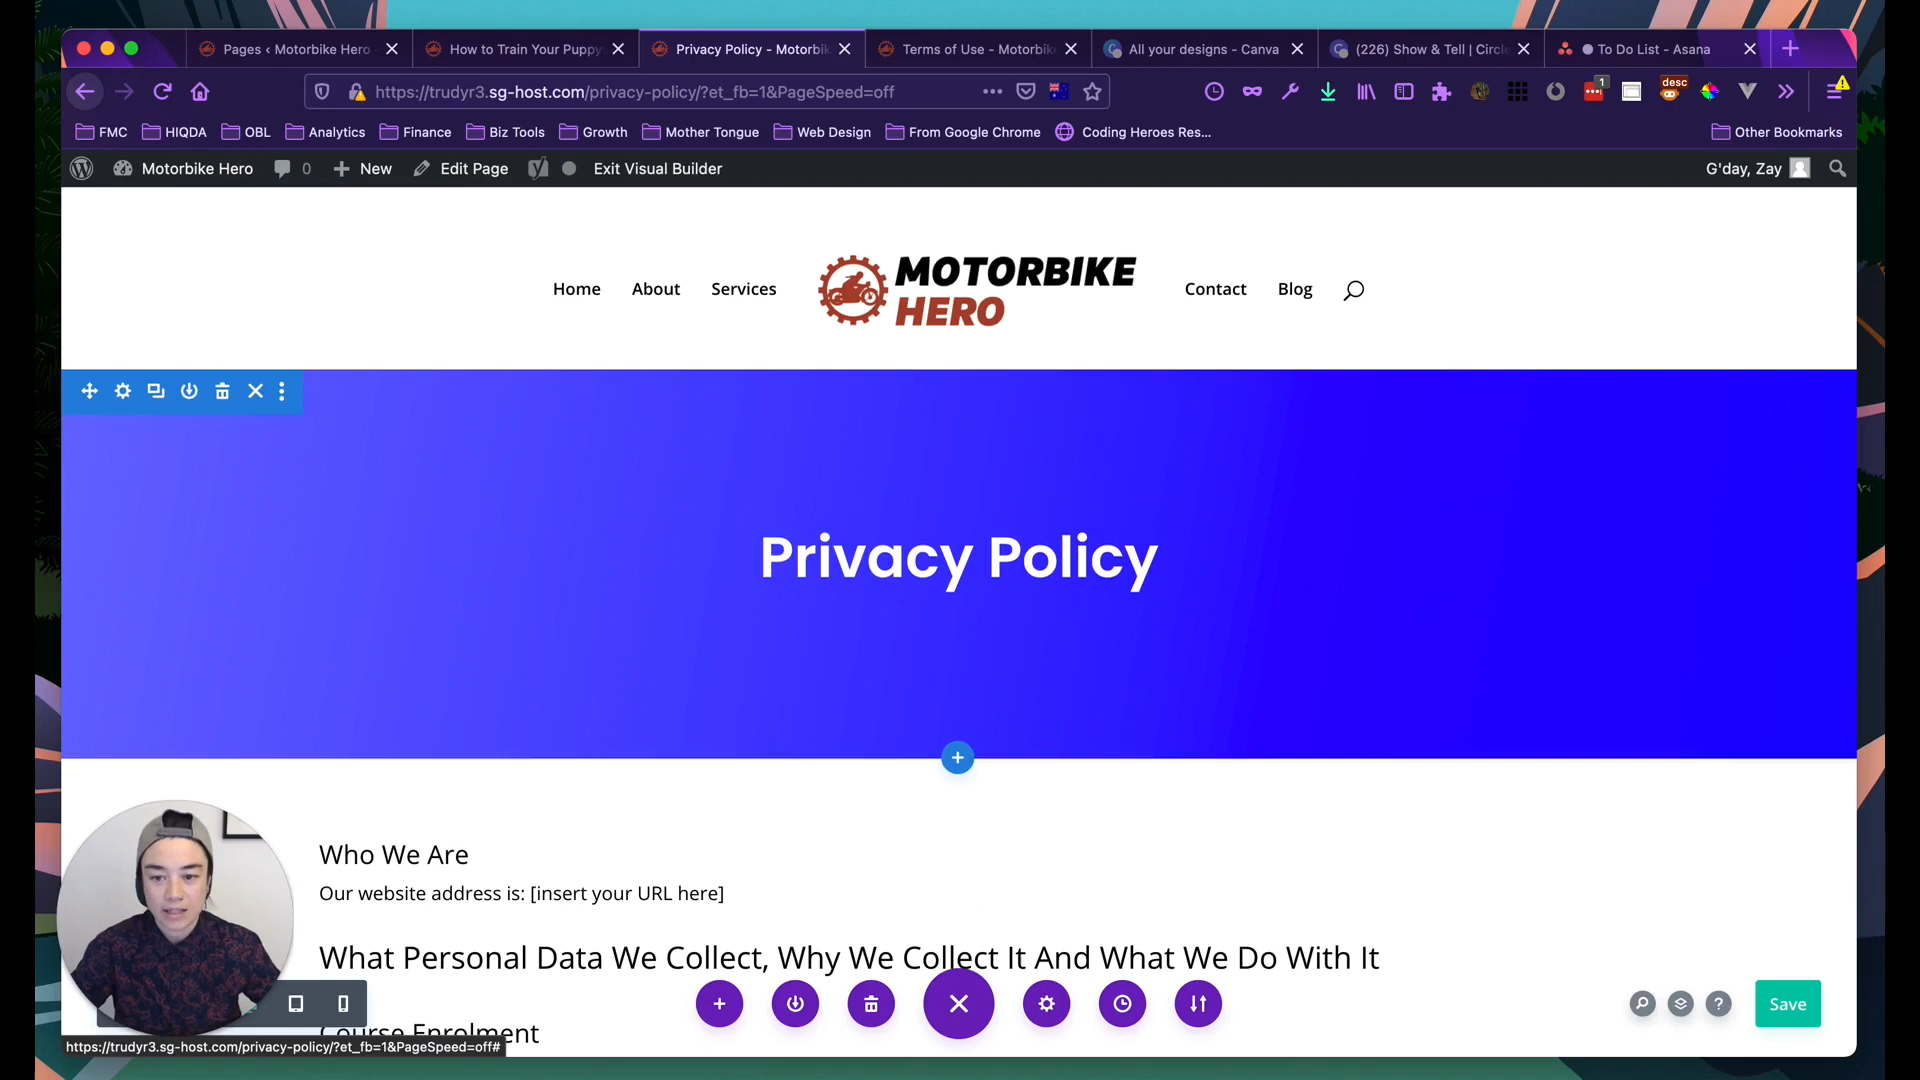 Pages ‹ Motorbike Hero
How to Train Your Puppy
Privacy Policy - Motorbik
Terms of Use - Motorbike
All your designs - Canva
(226) Show & Tell | Circl
To Do List - Asana
https://trudyr3.sg-host.com/privacy-policy/?et_fb=1&PageSpeed=off
1
desc
FMC
HIQDA
OBL
Analytics
Finance
Biz Tools
Growth
Mother Tongue
Web Design
From Google Chrome
Coding Heroes Res...
Other Bookmarks
Motorbike Hero
0
New
Edit Page
Exit Visual Builder
G'day, Zay
Home
About
Services
MOTORBIKE
HERO
Contact
Blog
Privacy Policy
Who We Are
Our website address is: [insert your URL here]
What Personal Data We Collect, Why We Collect It And What We Do With It
Course Enrolment
Save
https://trudyr3.sg-host.com/privacy-policy/?et_fb=1&PageSpeed=off#